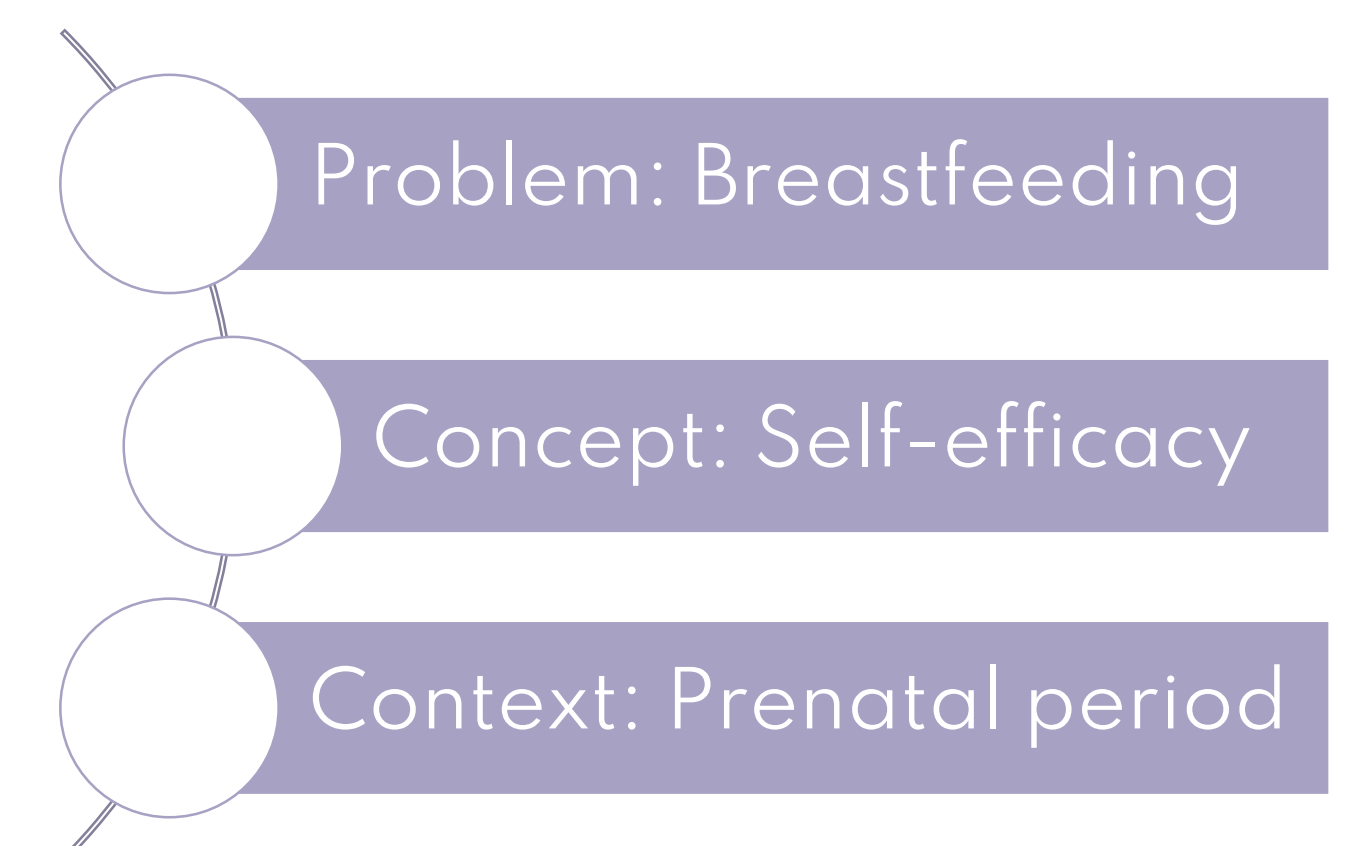 Problem: Breastfeeding
Concept: Self-efficacy
Context: Prenatal period